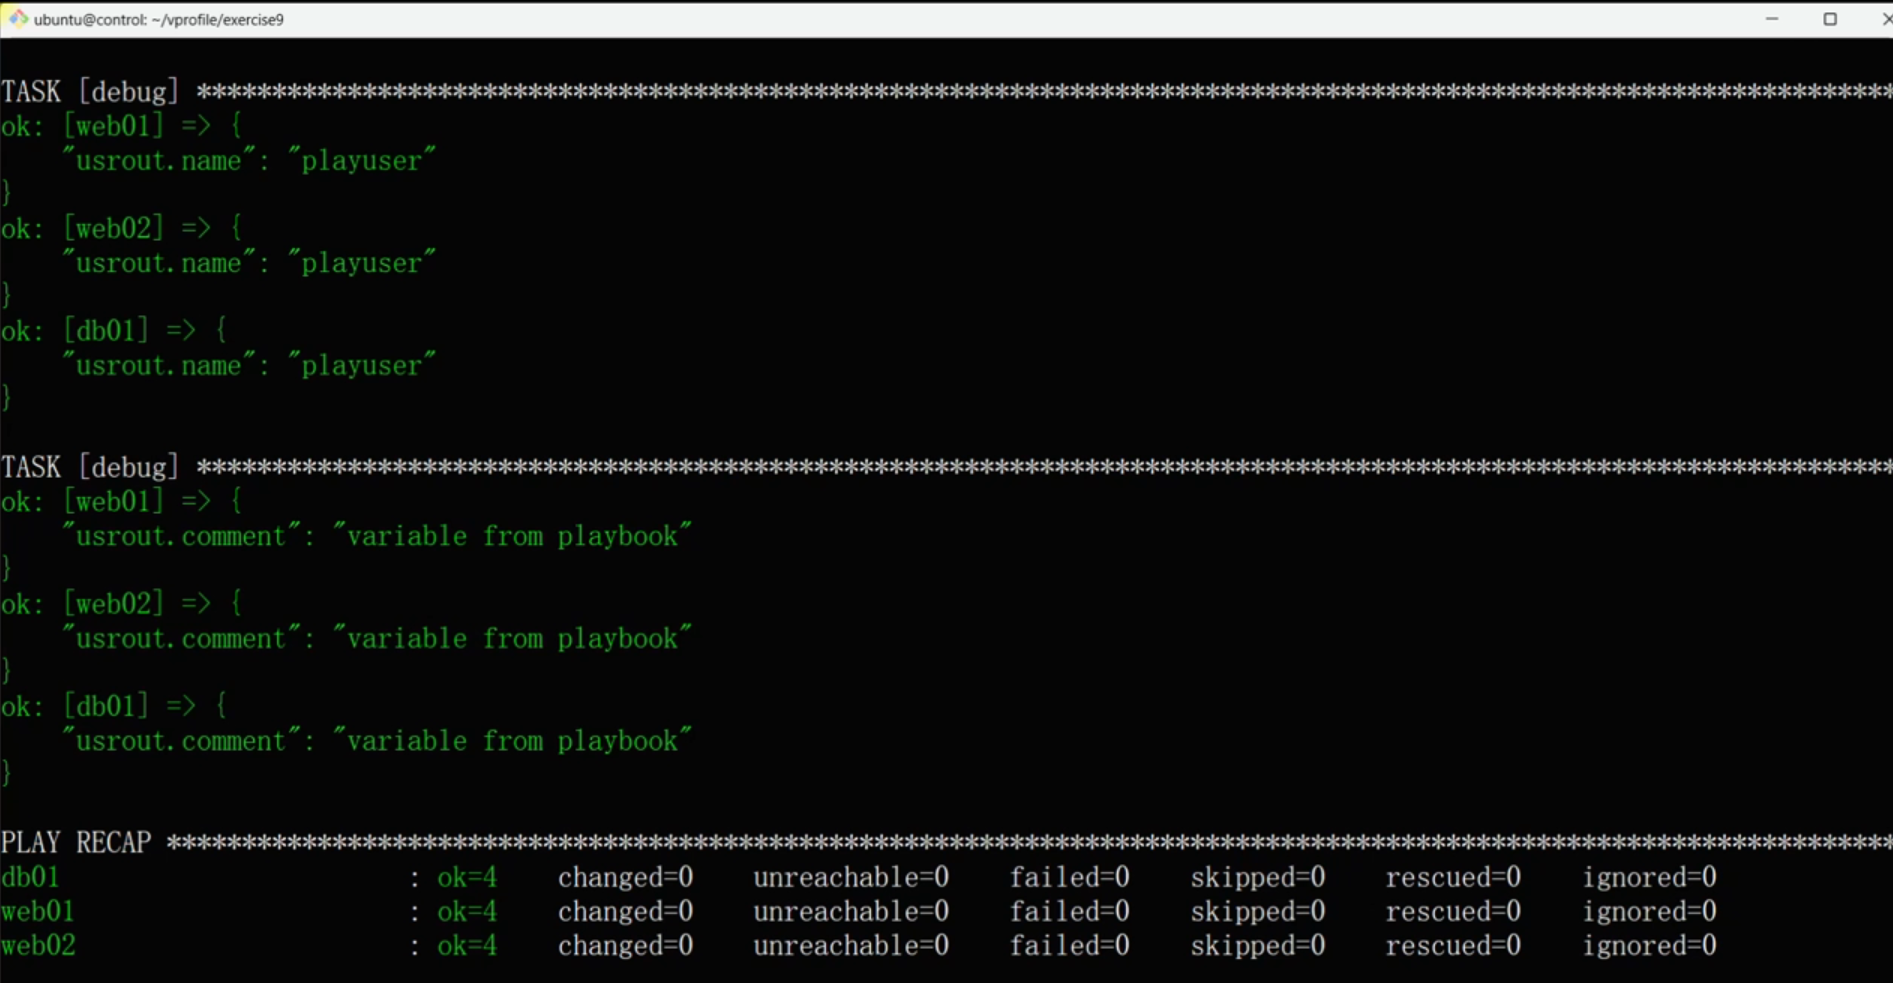 ubuntu@control: ~/vprofile/exercise9
TASK [debug] ******************************************************************************************************************
ok: [web01] => {
    "usrout.name": "playuser"
}
ok: [web02] => {
    "usrout.name": "playuser"
}
ok: [db01] => {
    "usrout.name": "playuser"
}
TASK [debug] ******************************************************************************************************************
ok: [web01] => {
    "usrout.comment": "variable from playbook"
}
ok: [web02] => {
    "usrout.comment": "variable from playbook"
}
ok: [db01] => {
    "usrout.comment": "variable from playbook"
}
PLAY RECAP ********************************************************************************************************************
db01                       : ok=4    changed=0    unreachable=0    failed=0    skipped=0    rescued=0    ignored=0
web01                      : ok=4    changed=0    unreachable=0    failed=0    skipped=0    rescued=0    ignored=0
web02                      : ok=4    changed=0    unreachable=0    failed=0    skipped=0    rescued=0    ignored=0